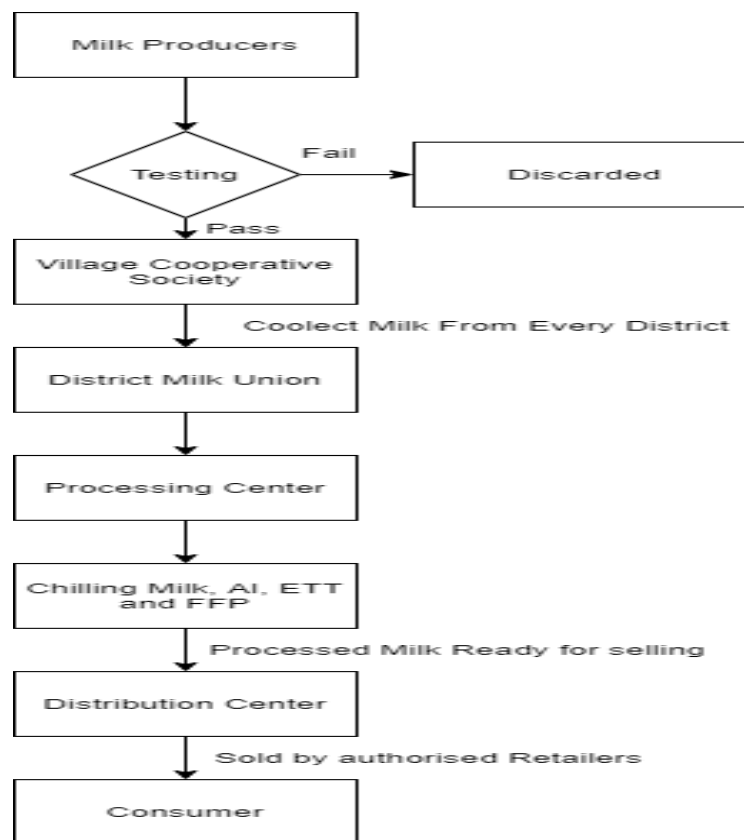 Milk Producers
Testing
Fail
Discarded
Pass
Village Cooperative
Society
Coolect Milk From Every District
District Milk Union
Processing Center
Chilling Milk, AI, ETT
and FFP
Processed Milk Ready for selling
Distribution Center
Sold by authorised Retailers
Consumer